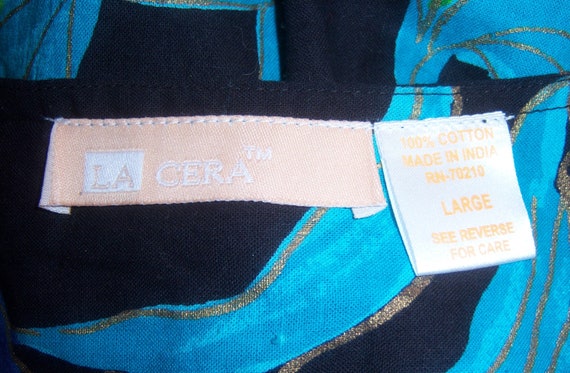 LA CERA™
100% COTTON
MADE IN INDIA
RN-70210
LARGE
SEE REVERSE
FOR CARE